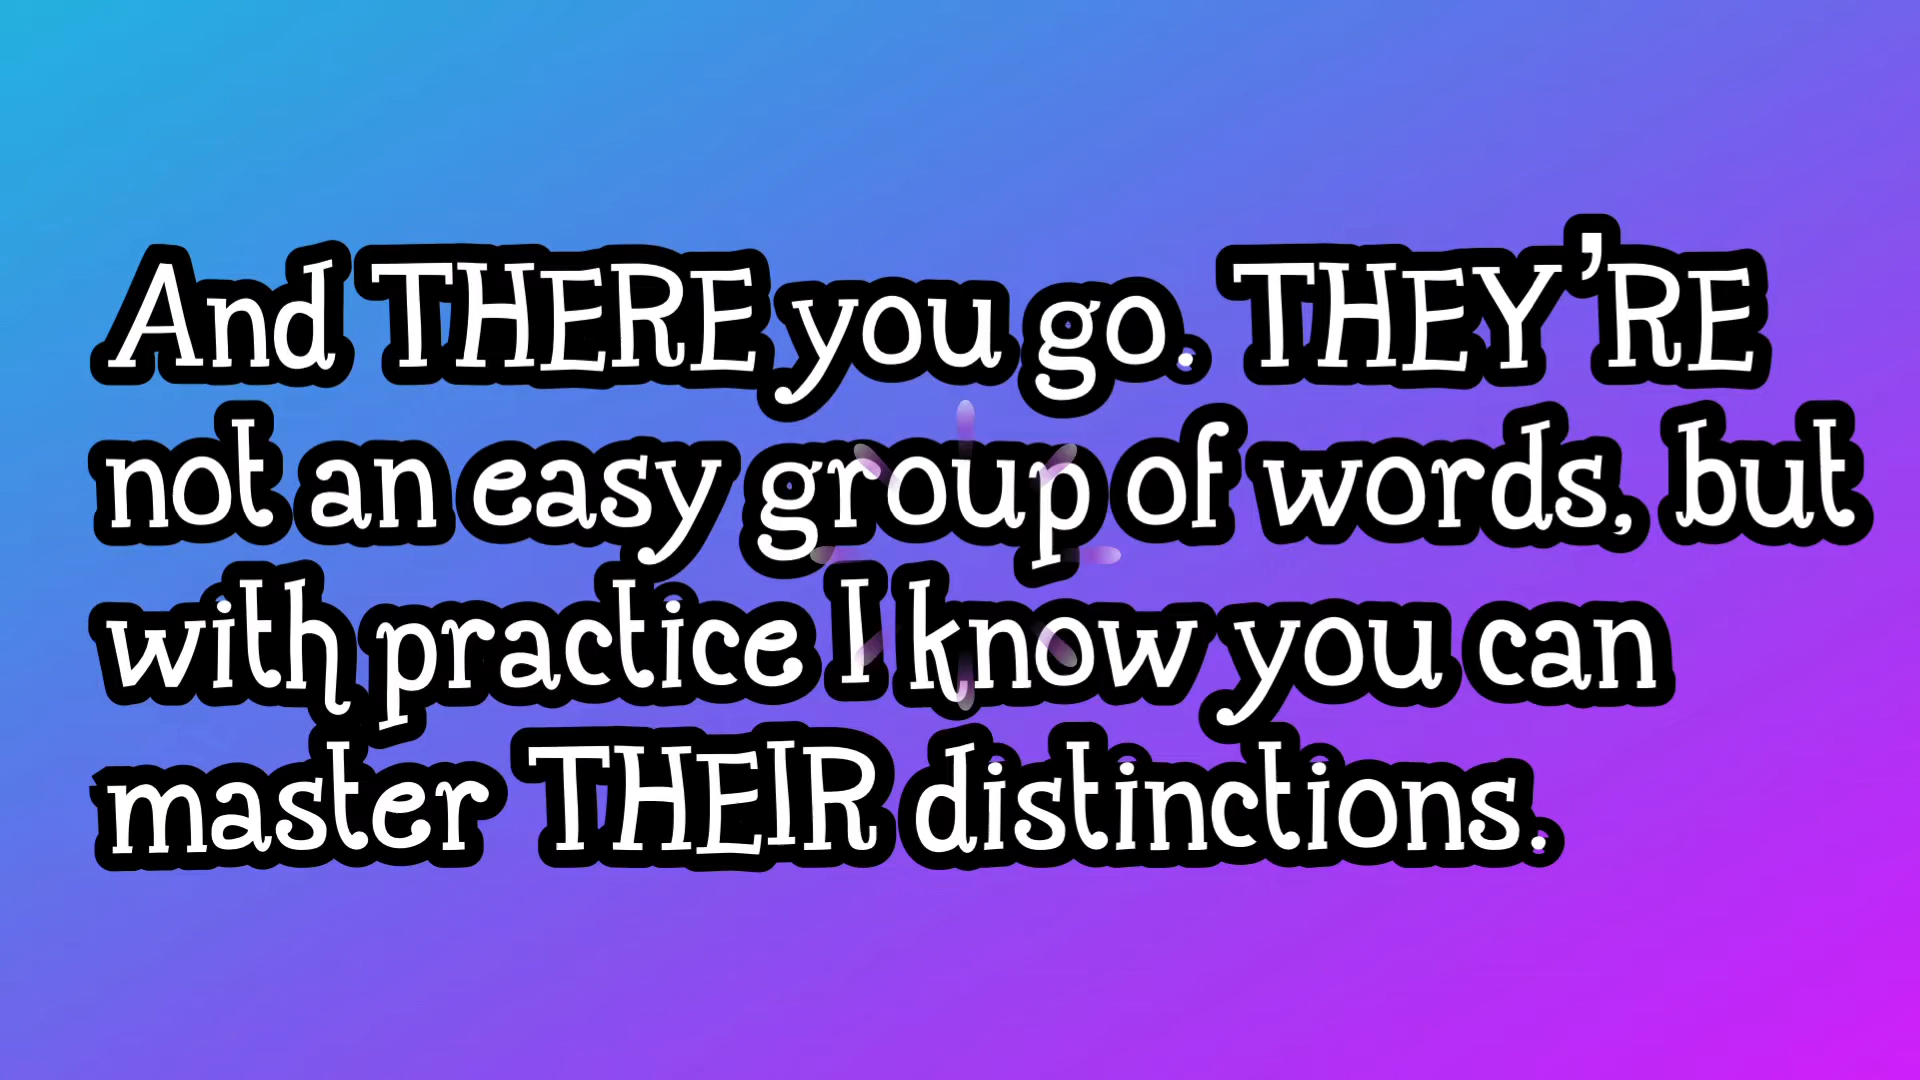 And THERE you go. THEY’RE
not an easy group of words, but
with practice I know you can
master THEIR distinctions.